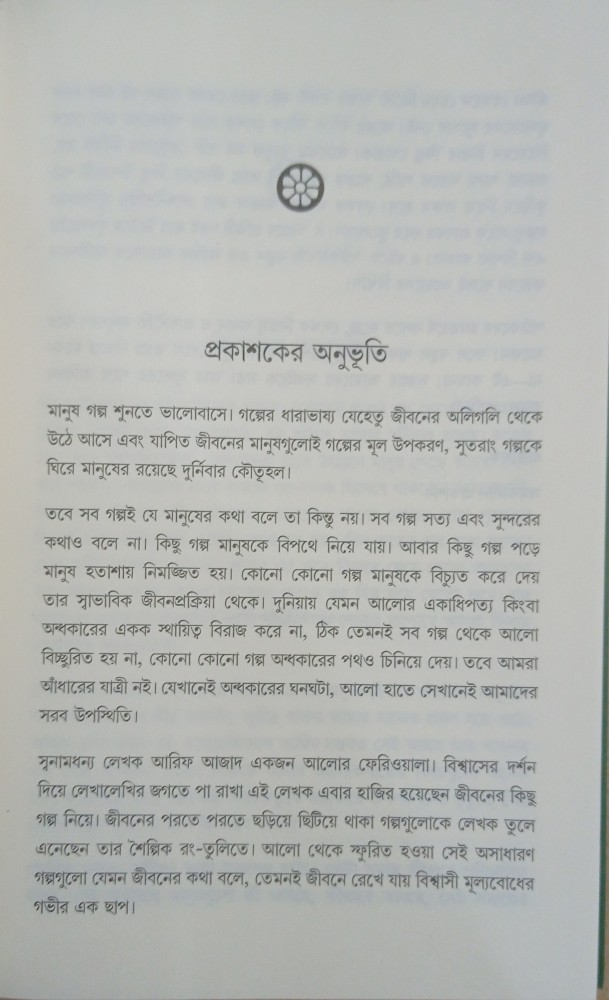 প্রকাশকের অনুভূতি
মানুষ গল্প শুনতে ভালোবাসে। গল্পের ধারাভাষ্য যেহেতু জীবনের অলিগলি থেকে
উঠে আসে এবং যাপিত জীবনের মানুষগুলোই গল্পের মূল উপকরণ, সুতরাং গল্পকে
ঘিরে মানুষের রয়েছে দুর্নিবার কৌতূহল।
তবে সব গল্পই যে মানুষের কথা বলে তা কিন্তু নয়। সব গল্প সত্য এবং সুন্দরের
কথাও বলে না। কিছু গল্প মানুষকে বিপথে নিয়ে যায়। আবার কিছু গল্প পড়ে
মানুষ হতাশায় নিমজ্জিত হয়। কোনো কোনো গল্প মানুষকে বিচ্যুত করে দেয়
তার স্বাভাবিক জীবনপ্রক্রিয়া থেকে। দুনিয়ায় যেমন আলোর একাধিপত্য কিংবা
অন্ধকারের একক স্থায়িত্ব বিরাজ করে না, ঠিক তেমনই সব গল্প থেকে আলো
বিচ্ছুরিত হয় না, কোনো কোনো গল্প অন্ধকারের পথও চিনিয়ে দেয়। তবে আমরা
আঁধারের যাত্রী নই। যেখানেই অন্ধকারের ঘনঘটা, আলো হাতে সেখানেই আমাদের
সরব উপস্থিতি।
স্বনামধন্য লেখক আরিফ আজাদ একজন আলোর ফেরিওয়ালা। বিশ্বাসের দর্শন
দিয়ে লেখালেখির জগতে পা রাখা এই লেখক এবার হাজির হয়েছেন জীবনের কিছু
গল্প নিয়ে। জীবনের পরতে পরতে ছড়িয়ে ছিটিয়ে থাকা গল্পগুলোকে লেখক তুলে
এনেছেন তার শৈল্পিক রং-তুলিতে। আলো থেকে স্ফুরিত হওয়া সেই অসাধারণ
গল্পগুলো যেমন জীবনের কথা বলে, তেমনই জীবনে রেখে যায় বিশ্বাসী মূল্যবোধের
গভীর এক ছাপ।